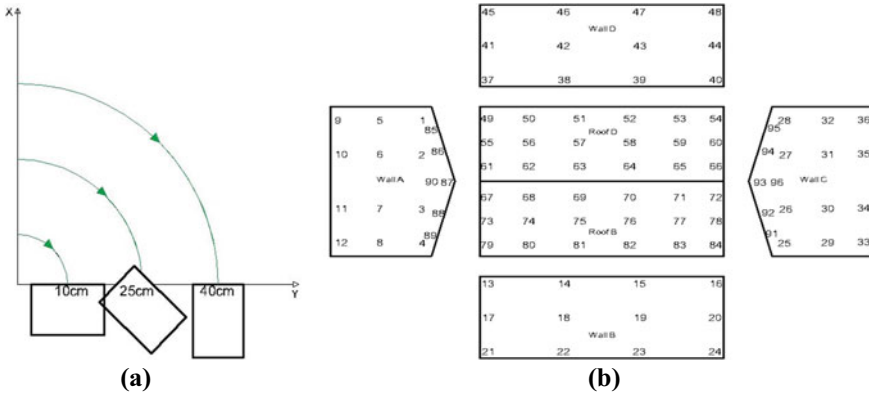 X
10cm 25cm 40cm
Y
(a)
45 46 47 48
Wall D
41 42 43 44
37 38 39 40
9 5 1
85
10 6 2
86
Wall A
90 87
11 7 3
88
12 8 4
89
49 50 51 52 53 54
Roof D
55 56 57 58 59 60
61 62 63 64 65 66
67 68 69 70 71 72
73 74 75 76 77 78
Roof B
79 80 81 82 83 84
28 32 36
95
94 27 31 35
93 96 Wall C
92 26 30 34
91
25 29 33
13 14 15 16
17 18 19 20
Wall B
21 22 23 24
(b)